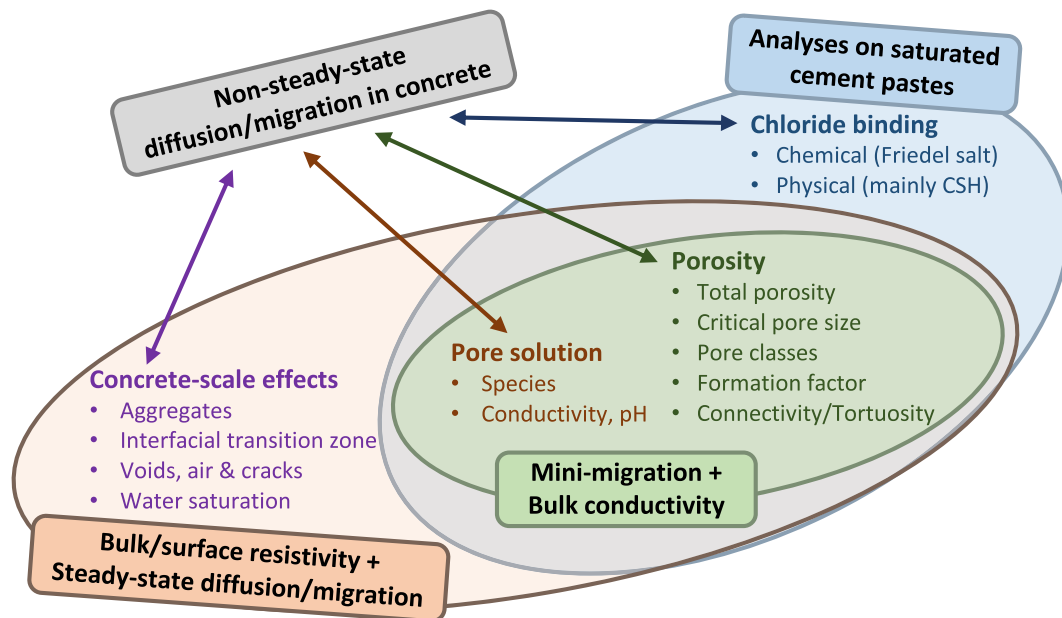 Non-steady-state
diffusion/migration in concrete
Analyses on saturated
cement pastes
Chloride binding
• Chemical (Friedel salt)
• Physical (mainly CSH)
Porosity
• Total porosity
• Critical pore size
• Pore classes
• Formation factor
• Connectivity/Tortuosity
Pore solution
• Species
• Conductivity, pH
Concrete-scale effects
• Aggregates
• Interfacial transition zone
• Voids, air & cracks
• Water saturation
Mini-migration +
Bulk conductivity
Bulk/surface resistivity +
Steady-state diffusion/migration